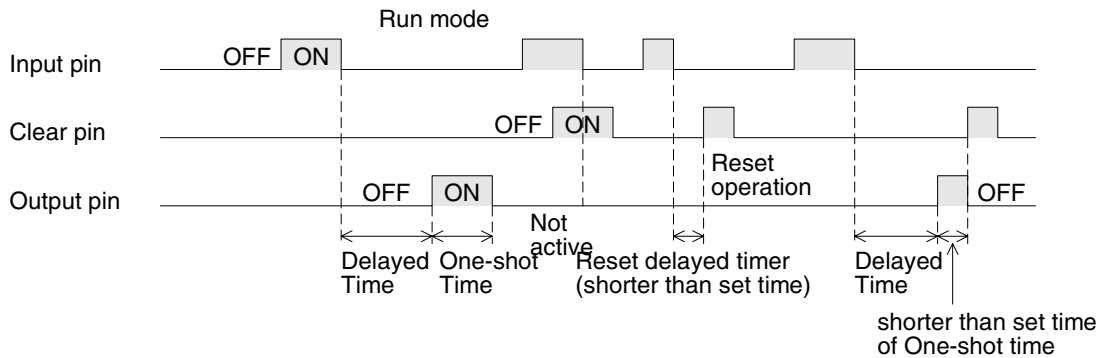 Run mode
Input pin
OFF
ON
Clear pin
OFF
ON
Reset
operation
Output pin
OFF
ON
OFF
Not
active
Delayed
Time
One-shot
Time
Reset delayed timer
(shorter than set time)
Delayed
Time
shorter than set time
of One-shot time